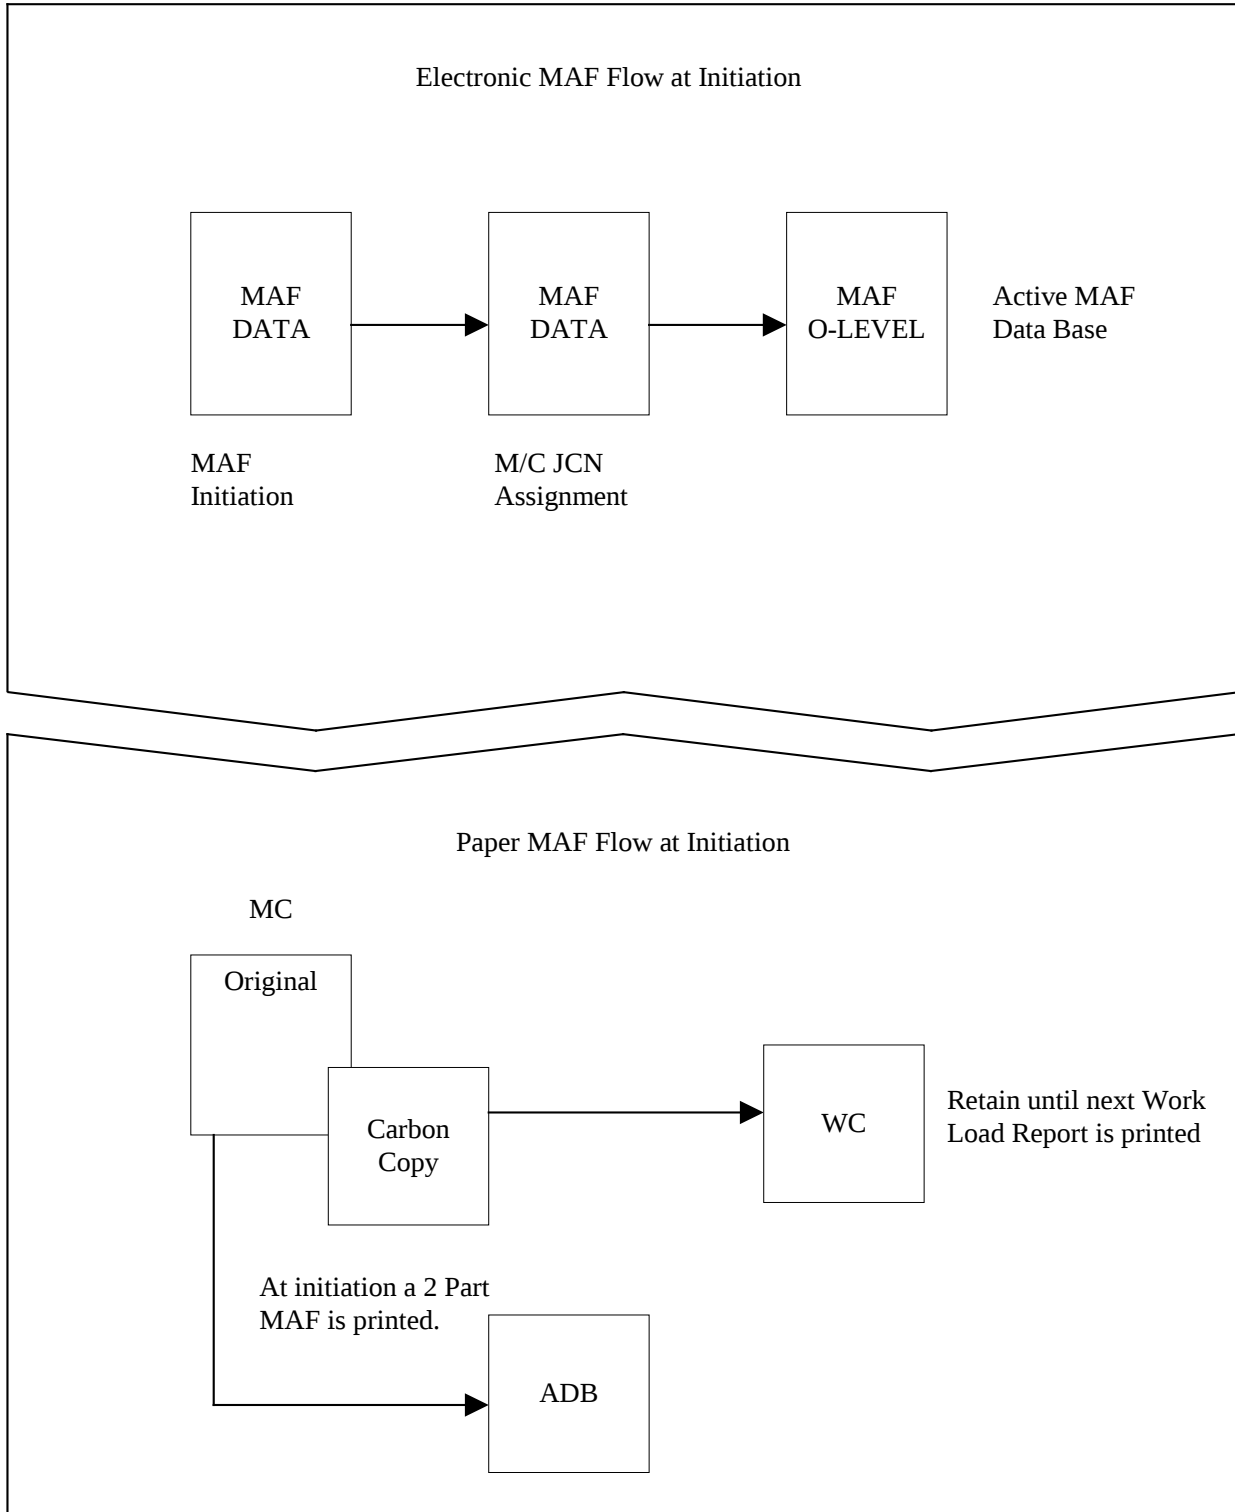 Electronic MAF Flow at Initiation
MAF
DATA
MAF
DATA
MAF
O-LEVEL
Active MAF
Data Base
MAF
Initiation
M/C JCN
Assignment
Paper MAF Flow at Initiation
MC
Original
Carbon
Copy
WC
Retain until next Work
Load Report is printed
At initiation a 2 Part
MAF is printed.
ADB